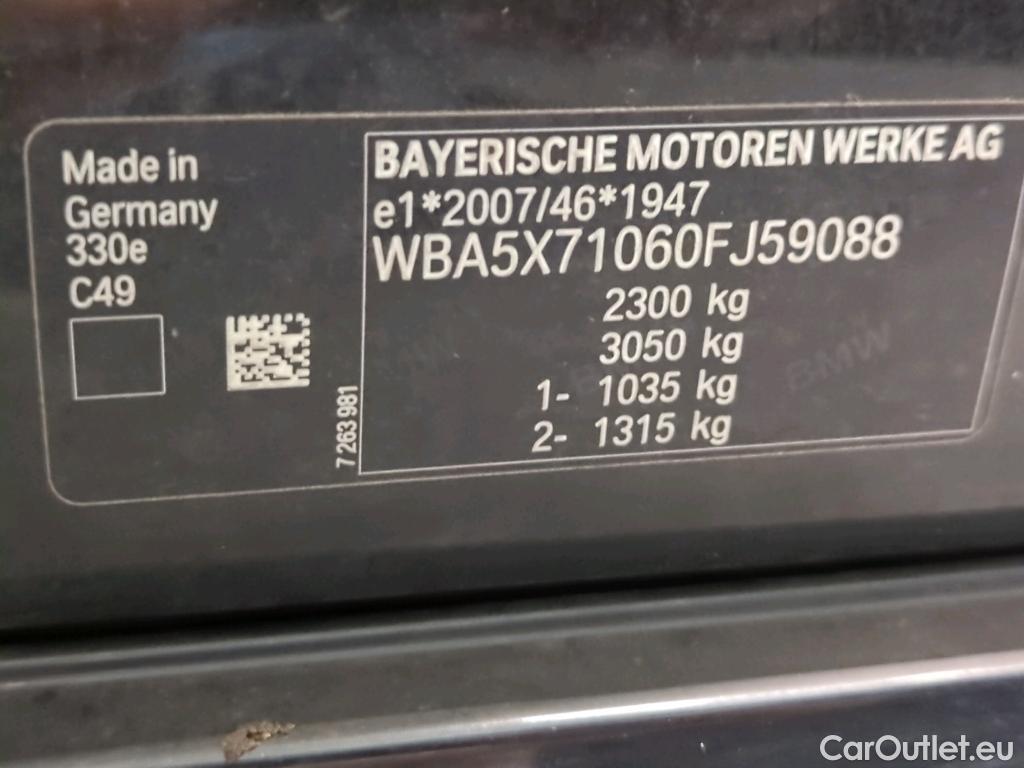 Made in
Germany
330e
C49
7 263 981
BAYERISCHE MOTOREN WERKE AG
e1*2007/46*1947
WBA5X71060FJ59088
2300 kg
3050 kg
1- 1035 kg
2- 1315 kg
BMW
CarOutlet.eu